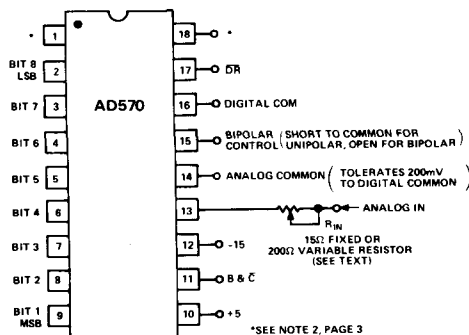 * 1
18 *
BIT 8
LSB 2
17 D̅R̅
BIT 7 3
AD570
16 DIGITAL COM
BIT 6 4
15 BIPOLAR CONTROL (SHORT TO COMMON FOR
UNIPOLAR, OPEN FOR BIPOLAR)
BIT 5 5
14 ANALOG COMMON (TOLERATES 200mV
TO DIGITAL COMMON)
BIT 4 6
13
ANALOG IN
RIN
15Ω FIXED OR
200Ω VARIABLE RESISTOR
(SEE TEXT)
BIT 3 7
12 -15
BIT 2 8
11 B & C̅
BIT 1
MSB 9
10 +5
*SEE NOTE 2, PAGE 3